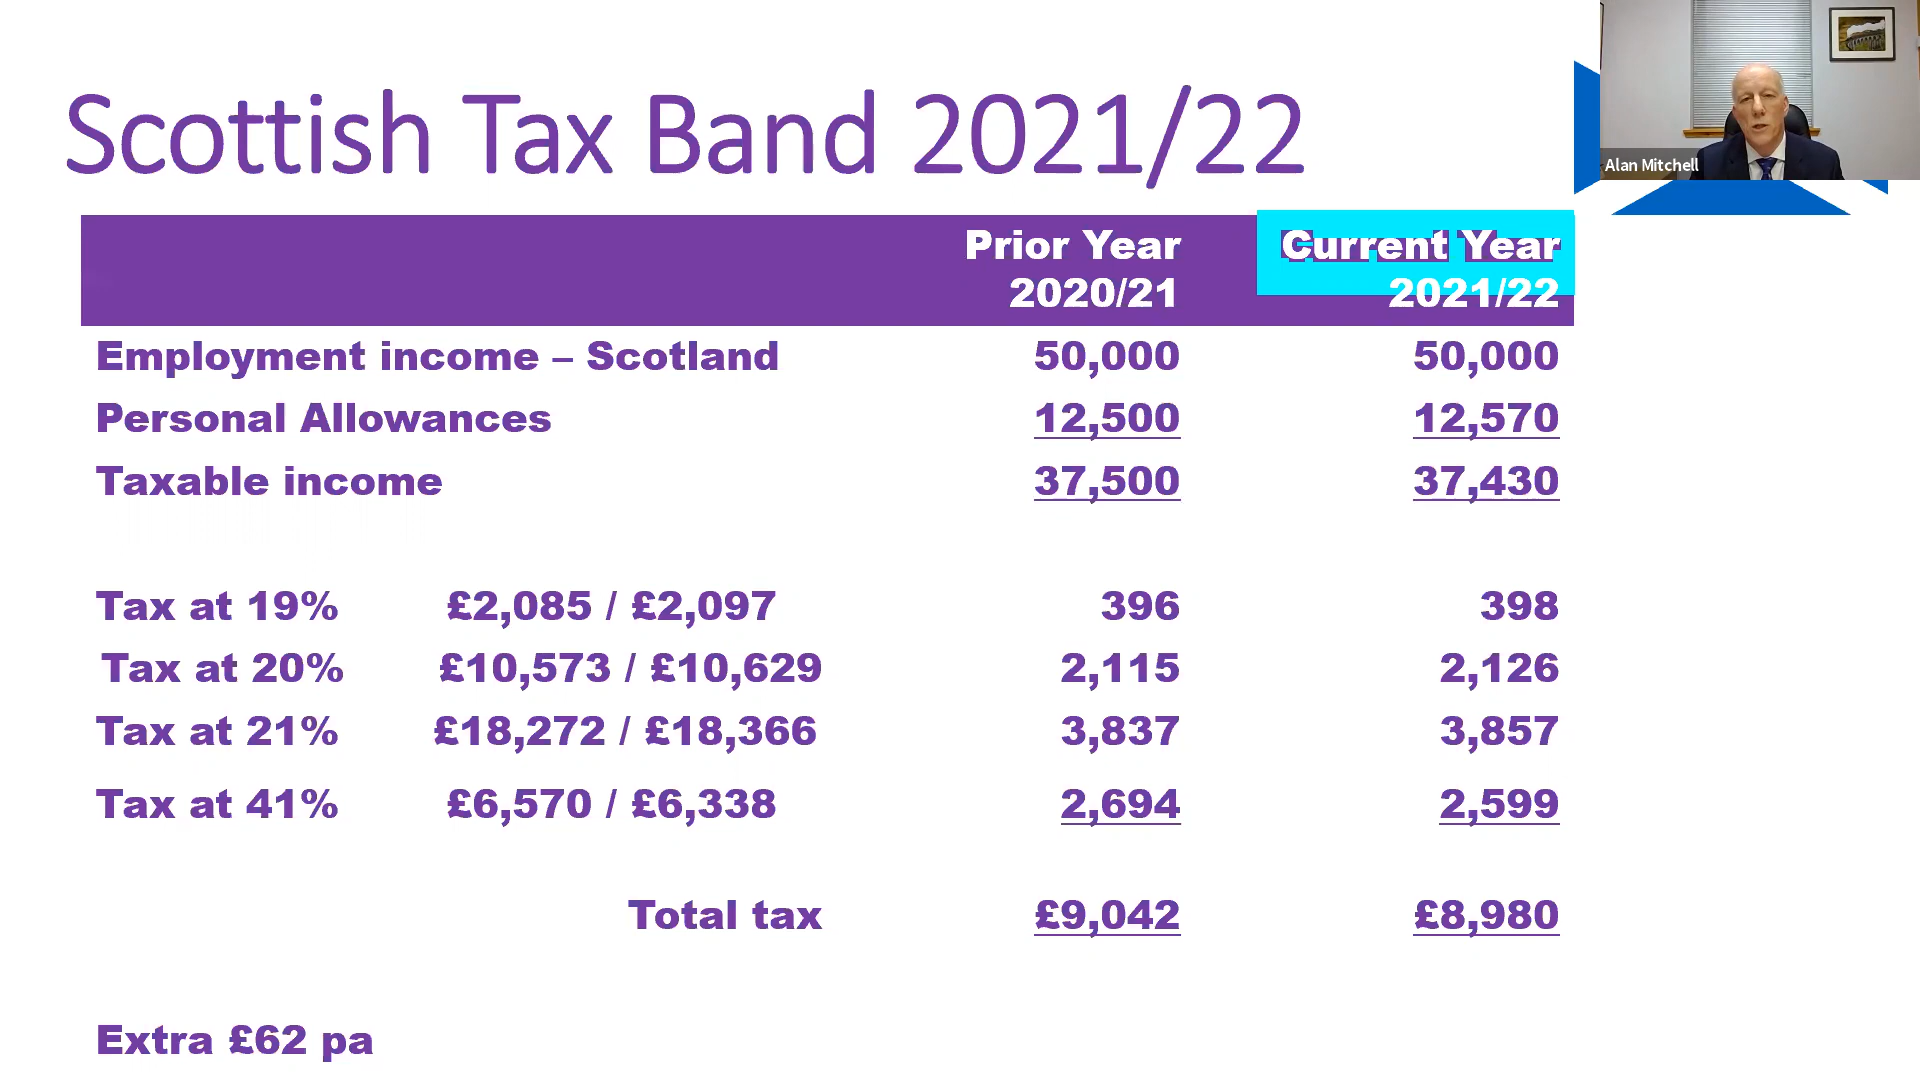 Scottish Tax Band 2021/22
Alan Mitchell
Prior Year Current Year
2020/21 2021/22
Employment income – Scotland 50,000 50,000
Personal Allowances 12,500 12,570
Taxable income 37,500 37,430
Tax at 19% £2,085 / £2,097 396 398
Tax at 20% £10,573 / £10,629 2,115 2,126
Tax at 21% £18,272 / £18,366 3,837 3,857
Tax at 41% £6,570 / £6,338 2,694 2,599
Total tax £9,042 £8,980
Extra £62 pa